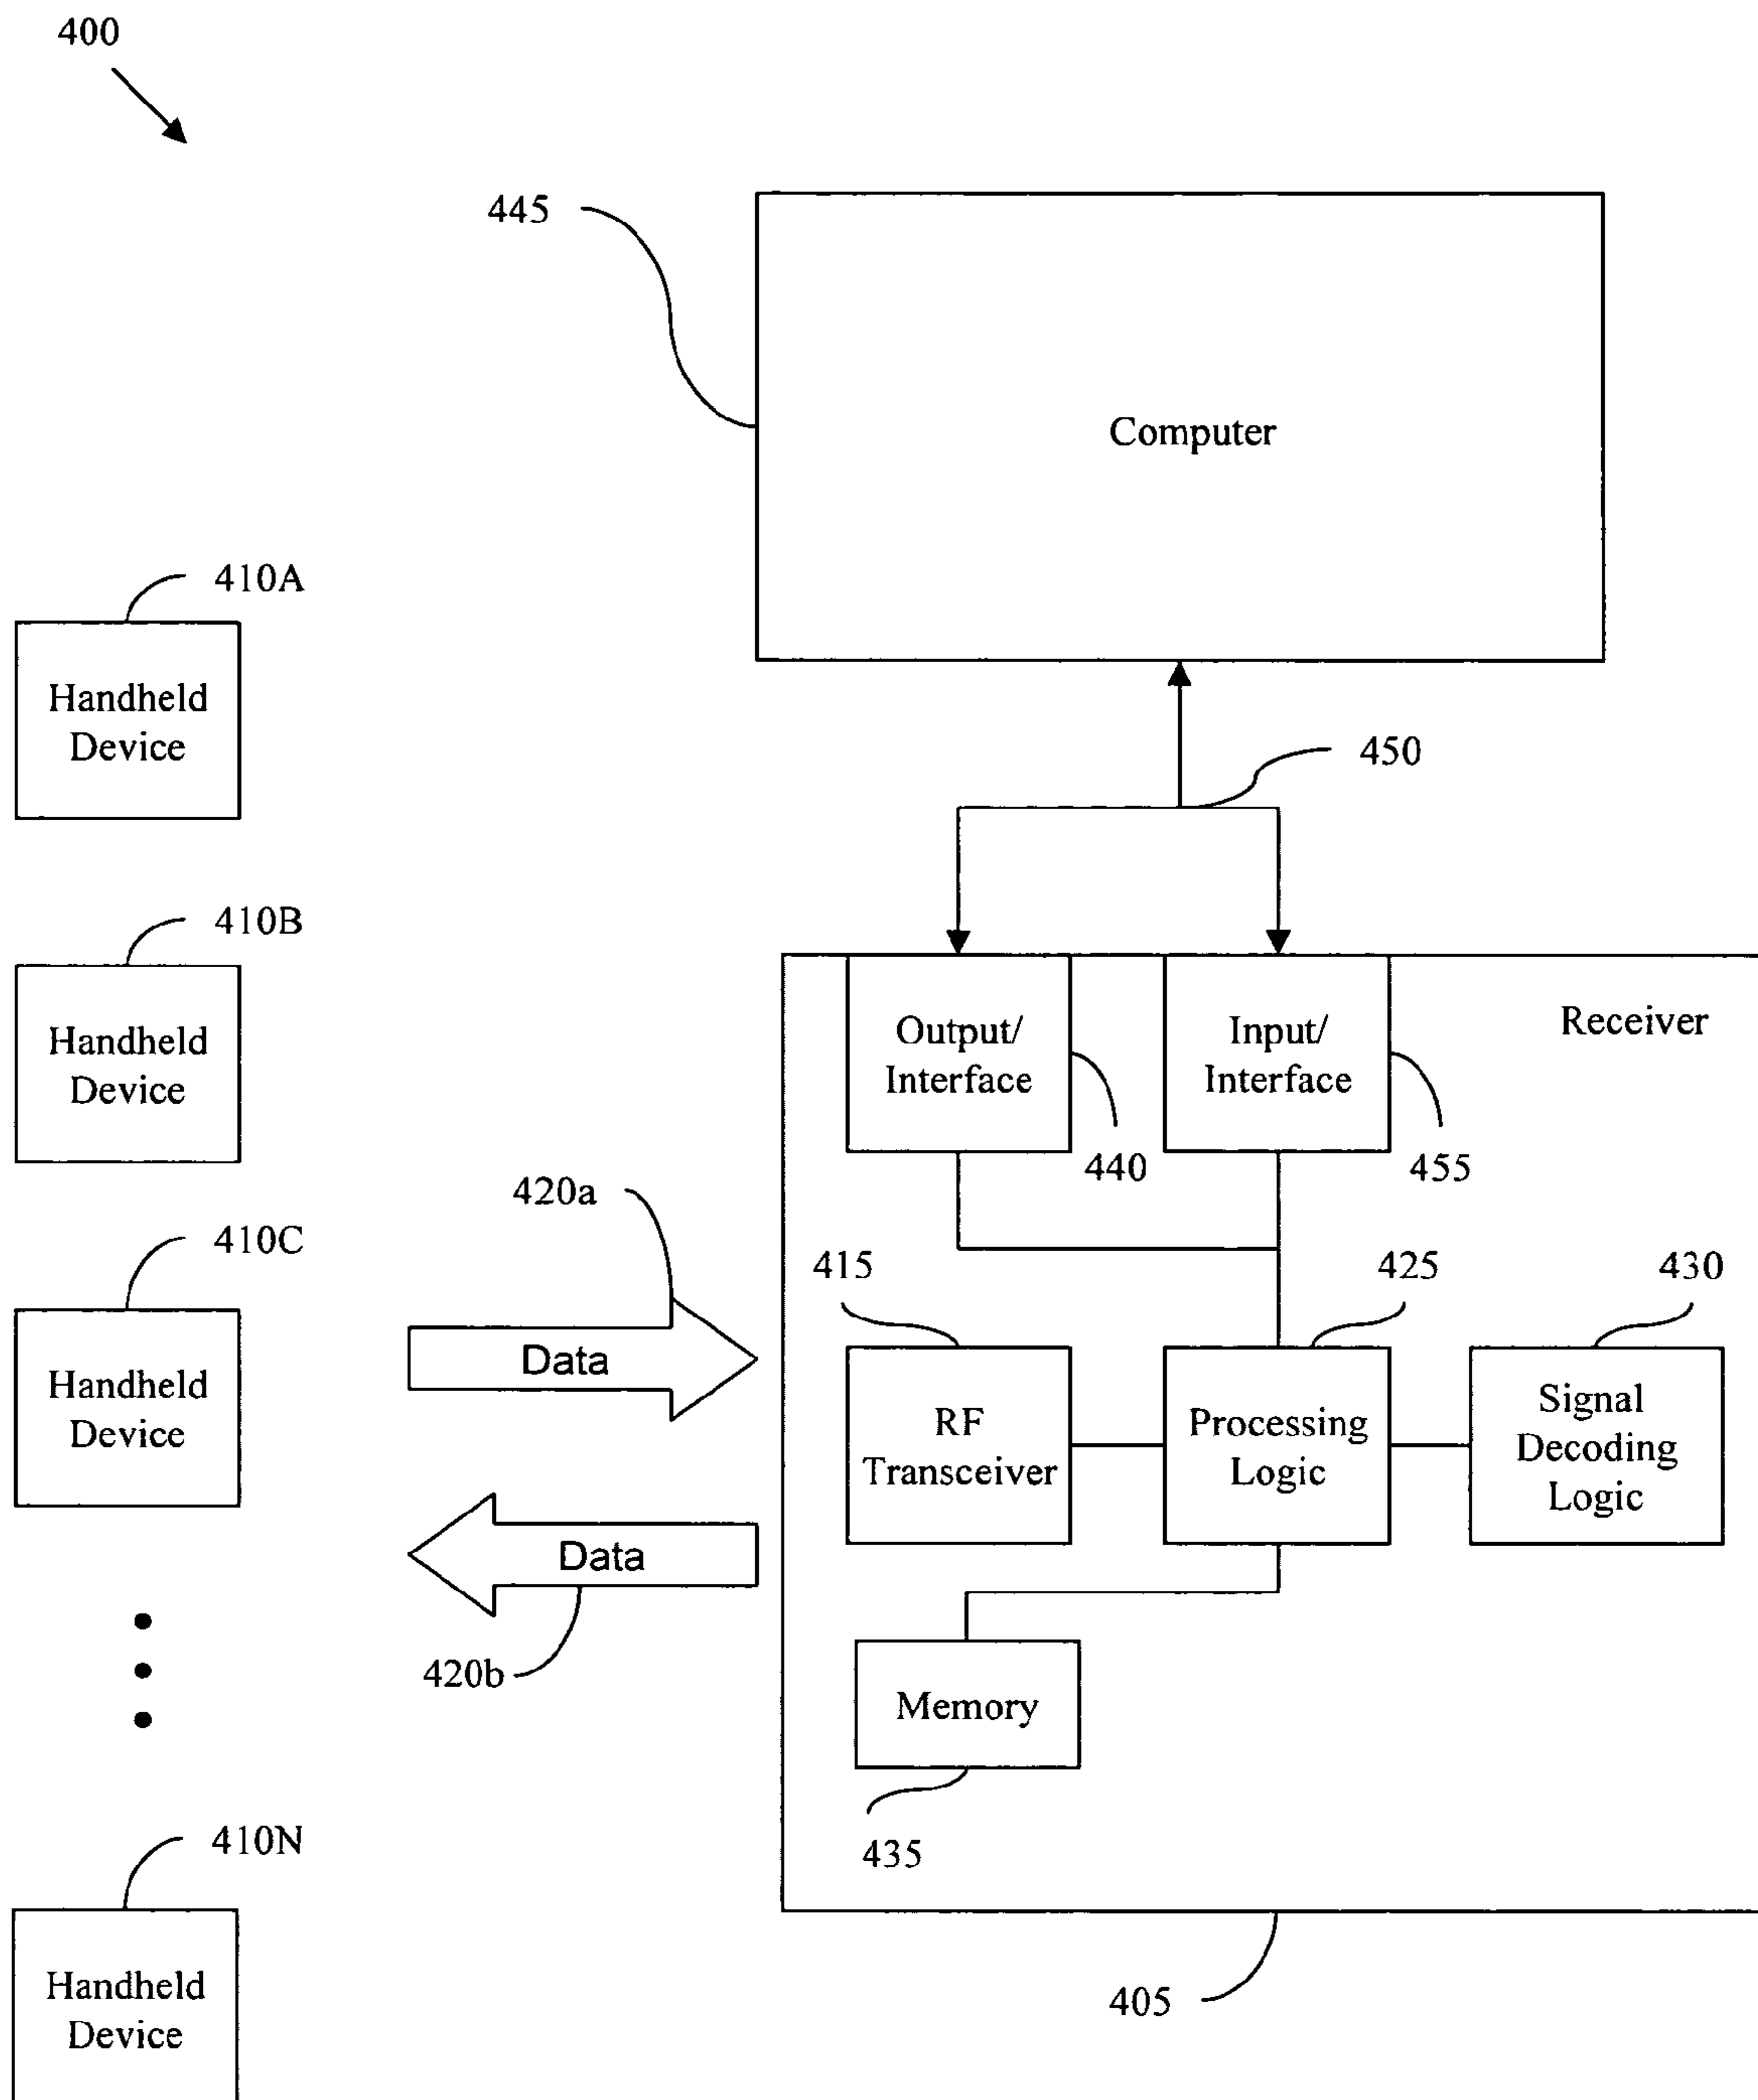 400
445
Computer
410A
Handheld
Device
450
410B
Handheld
Device
Output/
Interface
Input/
Interface
Receiver
440
455
420a
410C
Handheld
Device
Data
415
425
430
RF
Transceiver
Processing
Logic
Signal
Decoding
Logic
Data
420b
Memory
435
410N
Handheld
Device
405